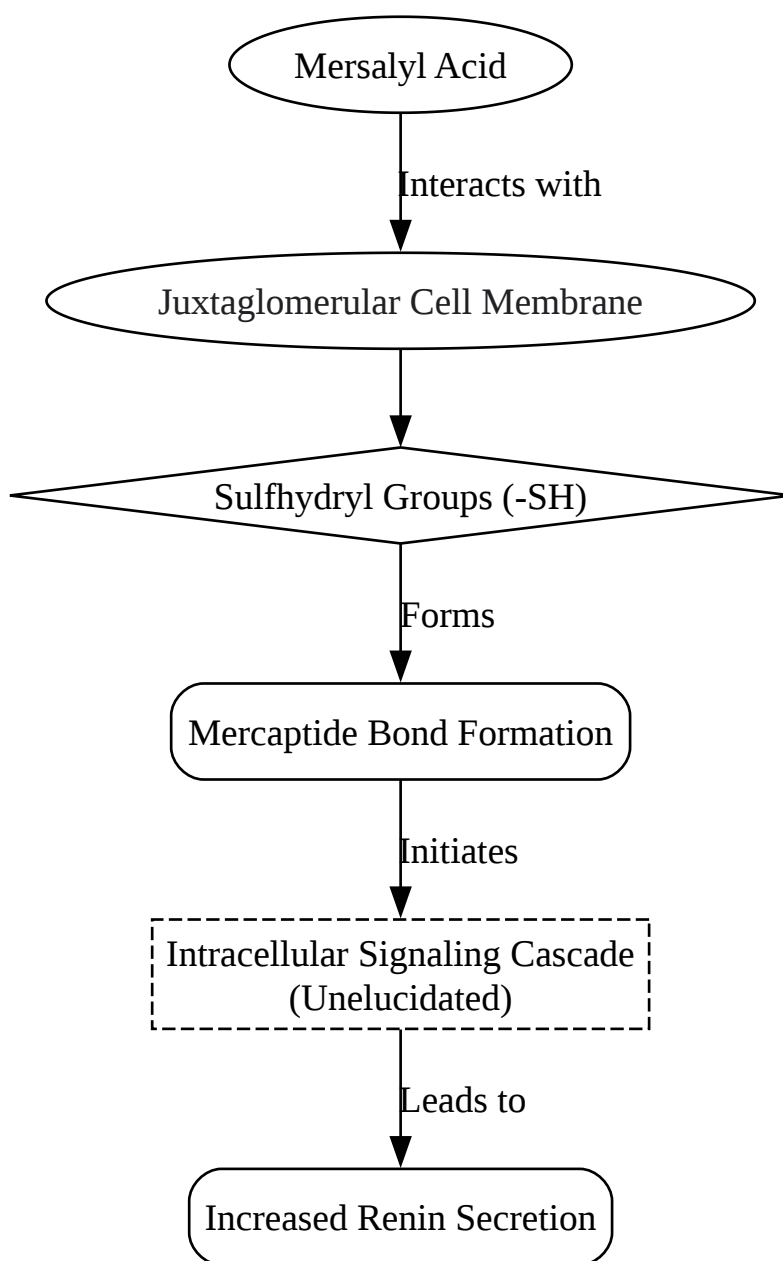 Mersalyl Acid
Interacts with
Juxtaglomerular Cell Membrane
Sulfhydryl Groups (-SH)
Forms
Mercaptide Bond Formation
Initiates
Intracellular Signaling Cascade
(Unelucidated)
Leads to
Increased Renin Secretion